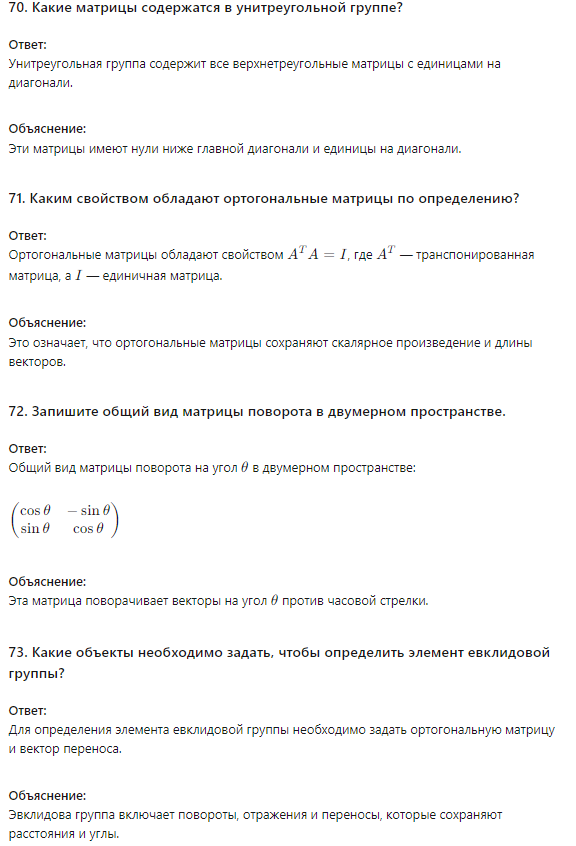 70. Какие матрицы содержатся в унитреугольной группе?
Ответ:
Унитреугольная группа содержит все верхнетреугольные матрицы с единицами на
диагонали.
Объяснение:
Эти матрицы имеют нули ниже главной диагонали и единицы на диагонали.
71. Каким свойством обладают ортогональные матрицы по определению?
Ответ:
Ортогональные матрицы обладают свойством $A^T A = I$, где $A^T$ — транспонированная
матрица, а $I$ — единичная матрица.
Объяснение:
Это означает, что ортогональные матрицы сохраняют скалярное произведение и длины
векторов.
72. Запишите общий вид матрицы поворота в двумерном пространстве.
Ответ:
Общий вид матрицы поворота на угол θ в двумерном пространстве:
cos θ − sin θ
sin θ cos θ
Объяснение:
Эта матрица поворачивает векторы на угол θ против часовой стрелки.
73. Какие объекты необходимо задать, чтобы определить элемент евклидовой
группы?
Ответ:
Для определения элемента евклидовой группы необходимо задать ортогональную матрицу
и вектор переноса.
Объяснение:
Эвклидова группа включает повороты, отражения и переносы, которые сохраняют
расстояния и углы.